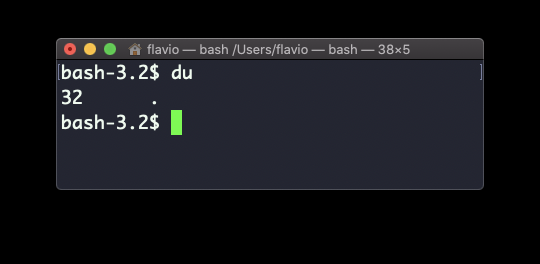 flavio — bash /Users/flavio — bash — 38×5
bash-3.2$ du
32 .
bash-3.2$